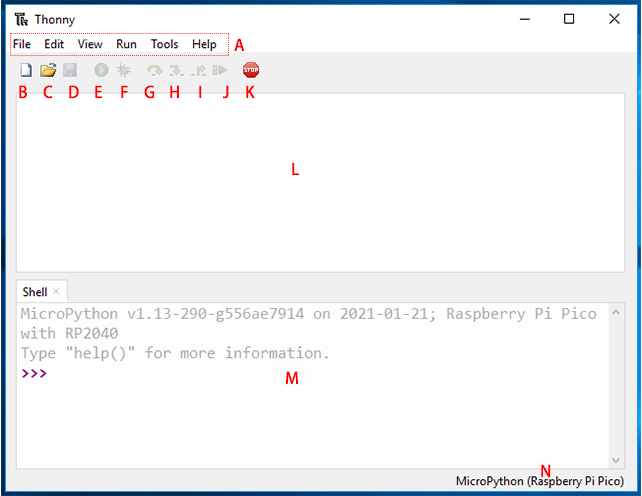 Thonny
File Edit View Run Tools Help A
STOP
B C D E F G H I J K
L
Shell
MicroPython v1.13-290-g556ae7914 on 2021-01-21; Raspberry Pi Pico
with RP2040
Type "help()" for more information.
>>>
M
N
MicroPython (Raspberry Pi Pico)